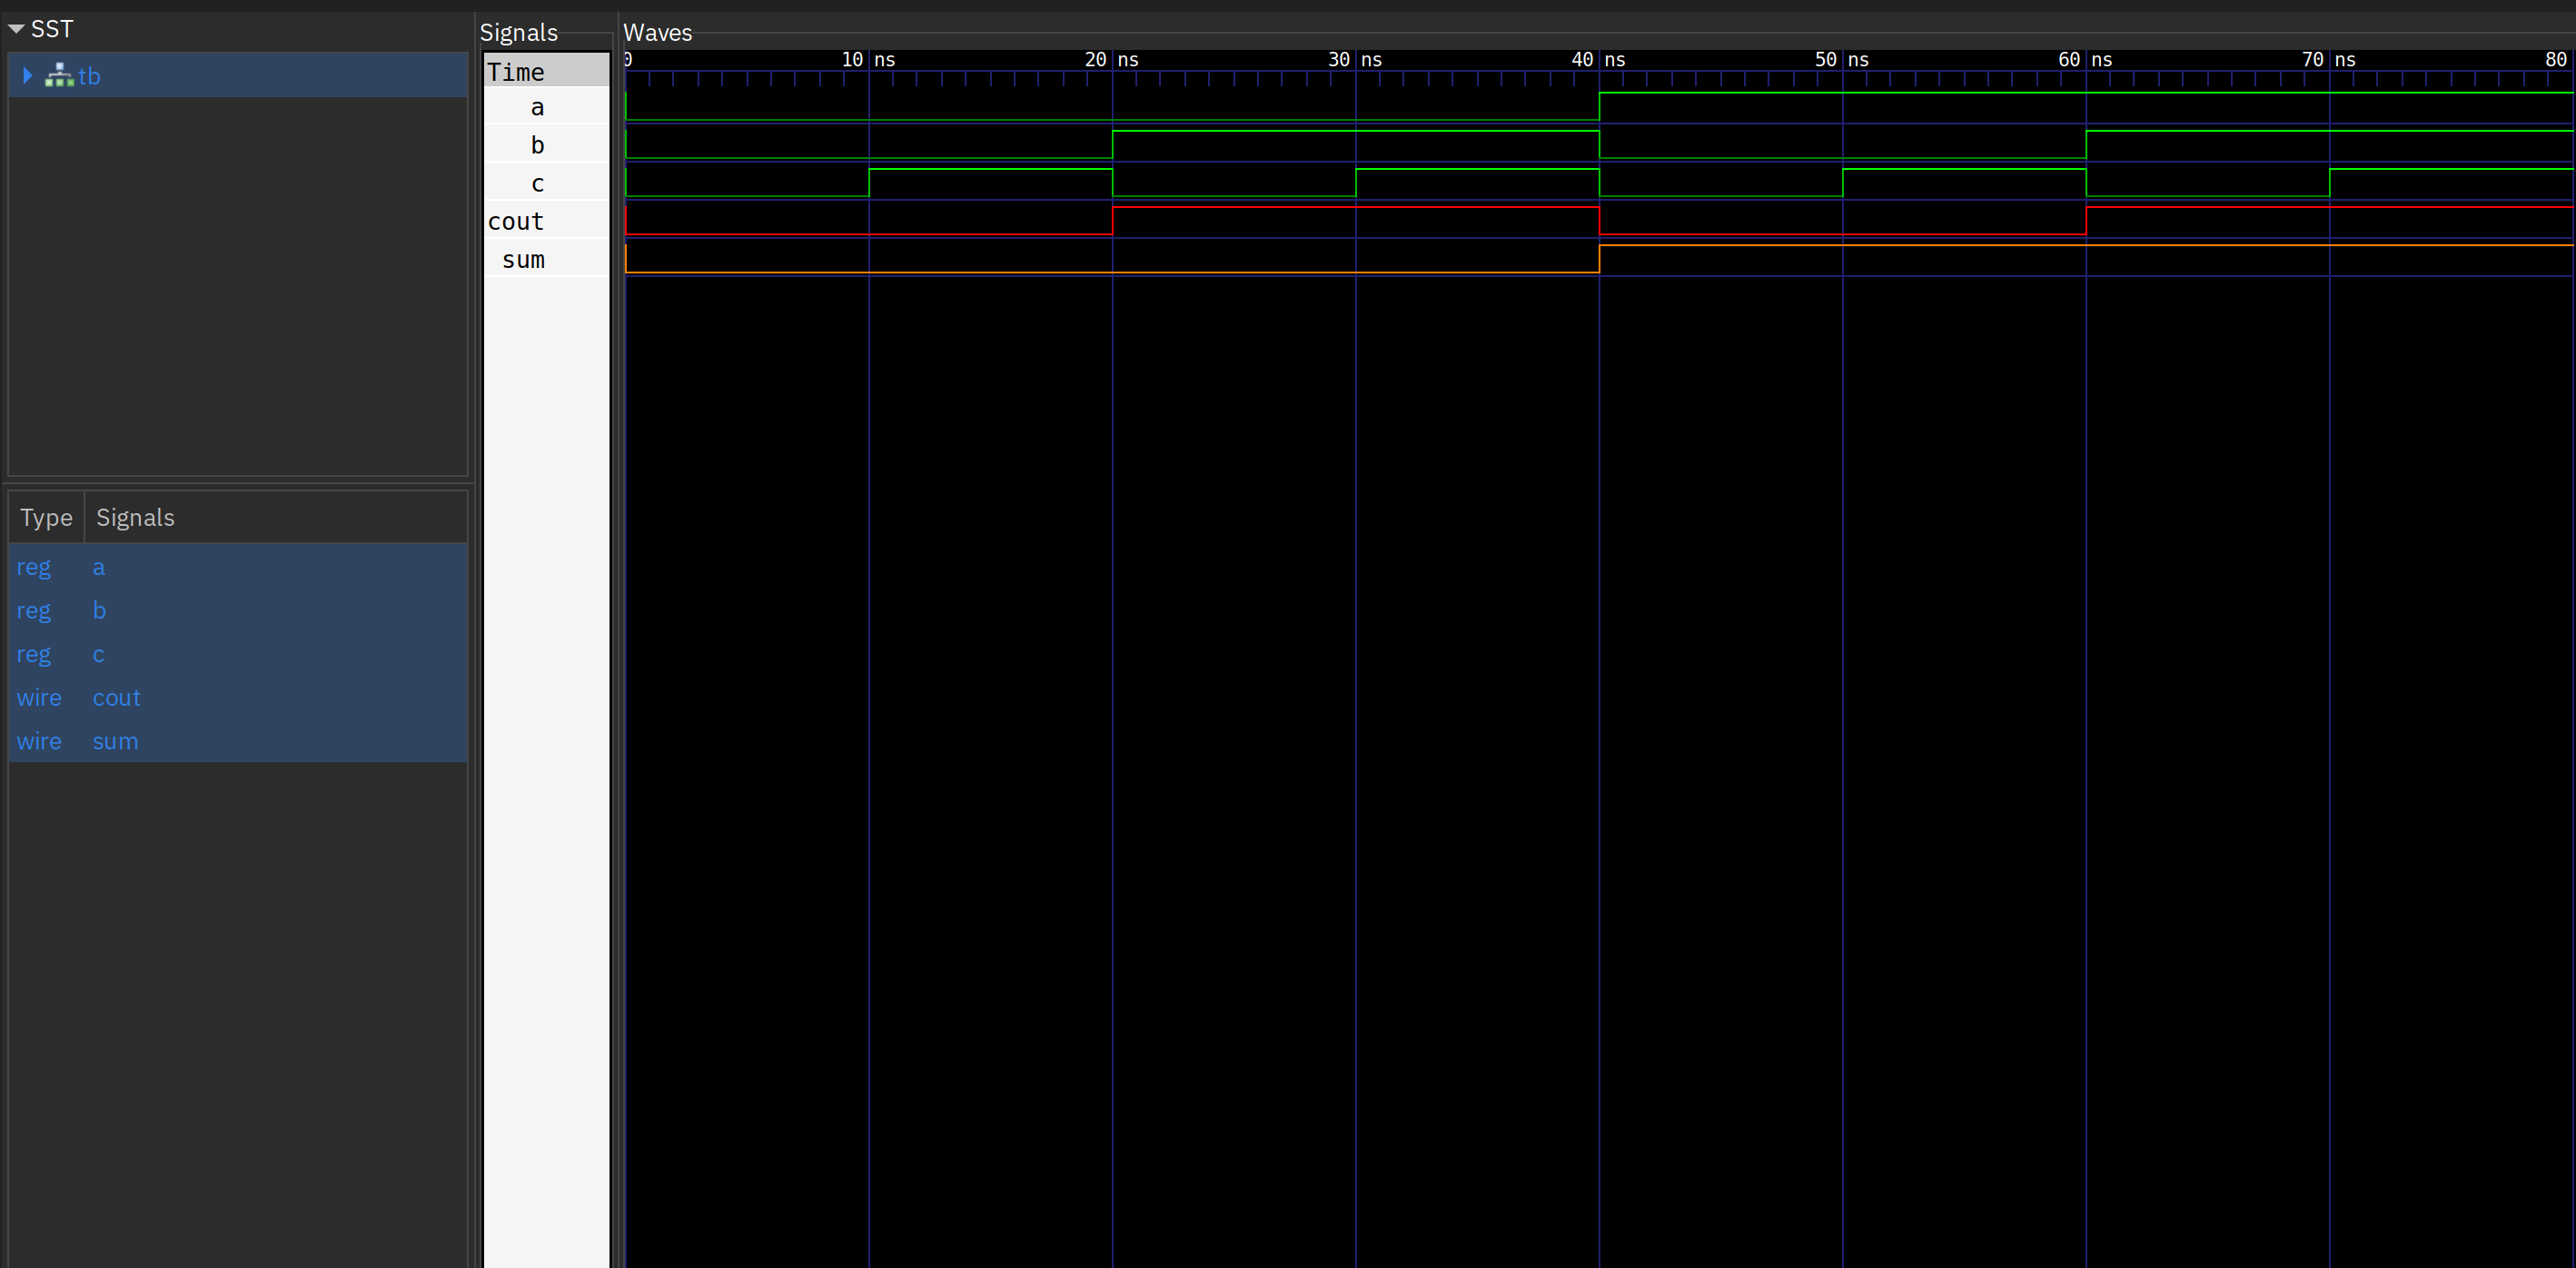 SST
tb
Type Signals
reg a
reg b
reg c
wire cout
wire sum
Signals
Time
a
b
c
cout
sum
Waves
0 10 ns 20 ns 30 ns 40 ns 50 ns 60 ns 70 ns 80